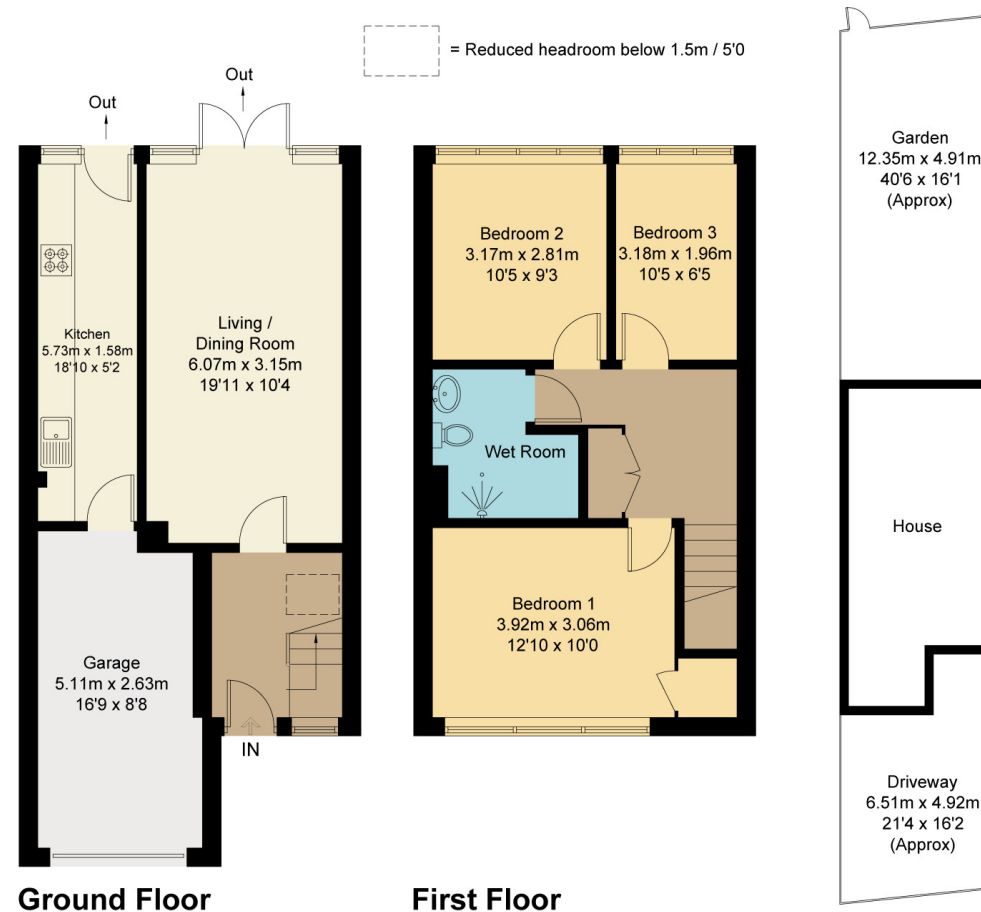 = Reduced headroom below 1.5m / 5'0
Out
Out
Kitchen
5.73m x 1.58m
18'10 x 5'2
Living /
Dining Room
6.07m x 3.15m
19'11 x 10'4
Garage
5.11m x 2.63m
16'9 x 8'8
IN
Ground Floor
Bedroom 2
3.17m x 2.81m
10'5 x 9'3
Bedroom 3
3.18m x 1.96m
10'5 x 6'5
Wet Room
Bedroom 1
3.92m x 3.06m
12'10 x 10'0
First Floor
Garden
12.35m x 4.91m
40'6 x 16'1
(Approx)
House
Driveway
6.51m x 4.92m
21'4 x 16'2
(Approx)